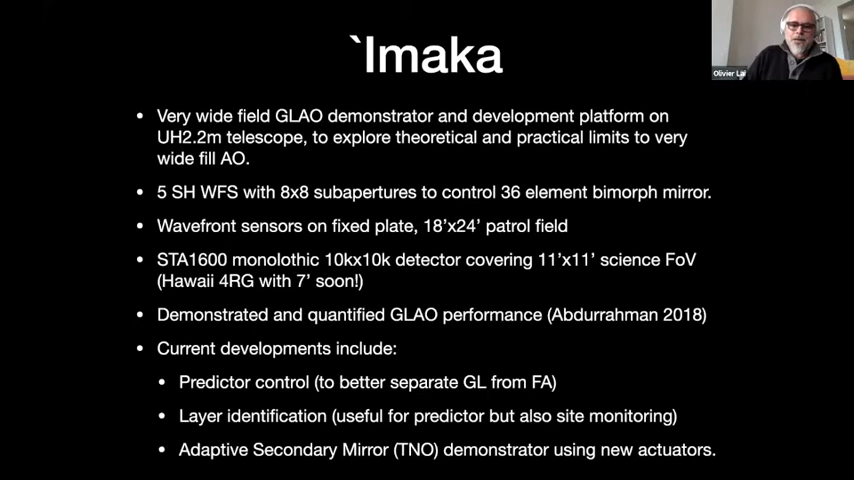 `Imaka
Olivier Lai
• Very wide field GLAO demonstrator and development platform on
UH2.2m telescope, to explore theoretical and practical limits to very
wide fill AO.
• 5 SH WFS with 8x8 subapertures to control 36 element bimorph mirror.
• Wavefront sensors on fixed plate, 18'x24' patrol field
• STA1600 monolothic 10kx10k detector covering 11'x11' science FoV
(Hawaii 4RG with 7' soon!)
• Demonstrated and quantified GLAO performance (Abdurrahman 2018)
• Current developments include:
• Predictor control (to better separate GL from FA)
• Layer identification (useful for predictor but also site monitoring)
• Adaptive Secondary Mirror (TNO) demonstrator using new actuators.